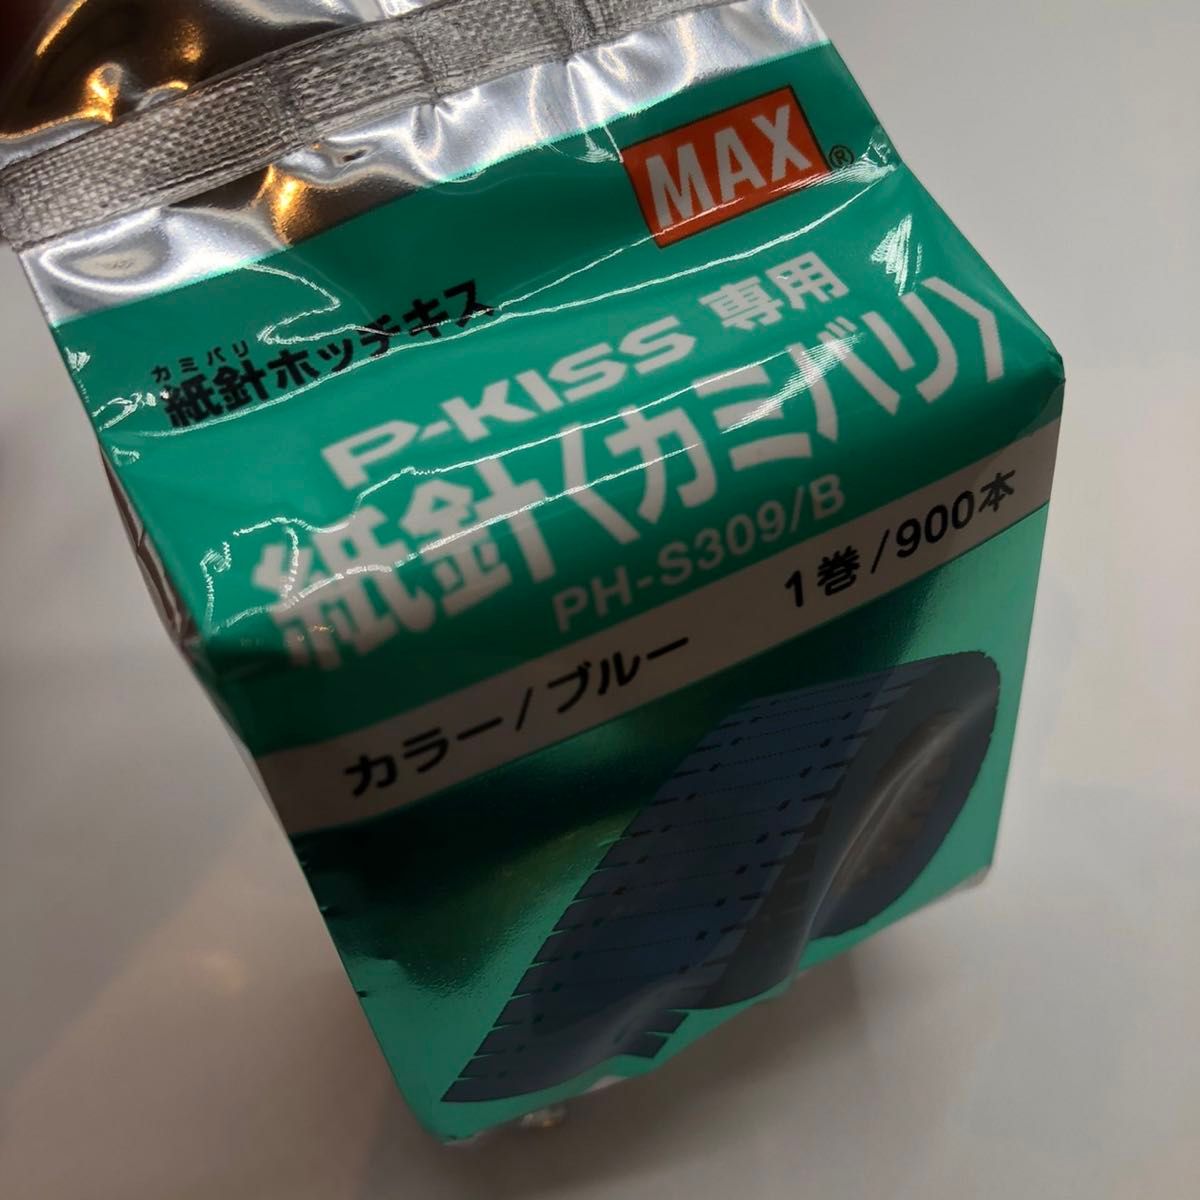 MAX®
カミバリ
紙針ホッチキス
P-KISS 専用
紙針〈カミバリ〉
PH-S309/B
カラー/ブルー 1巻/900本